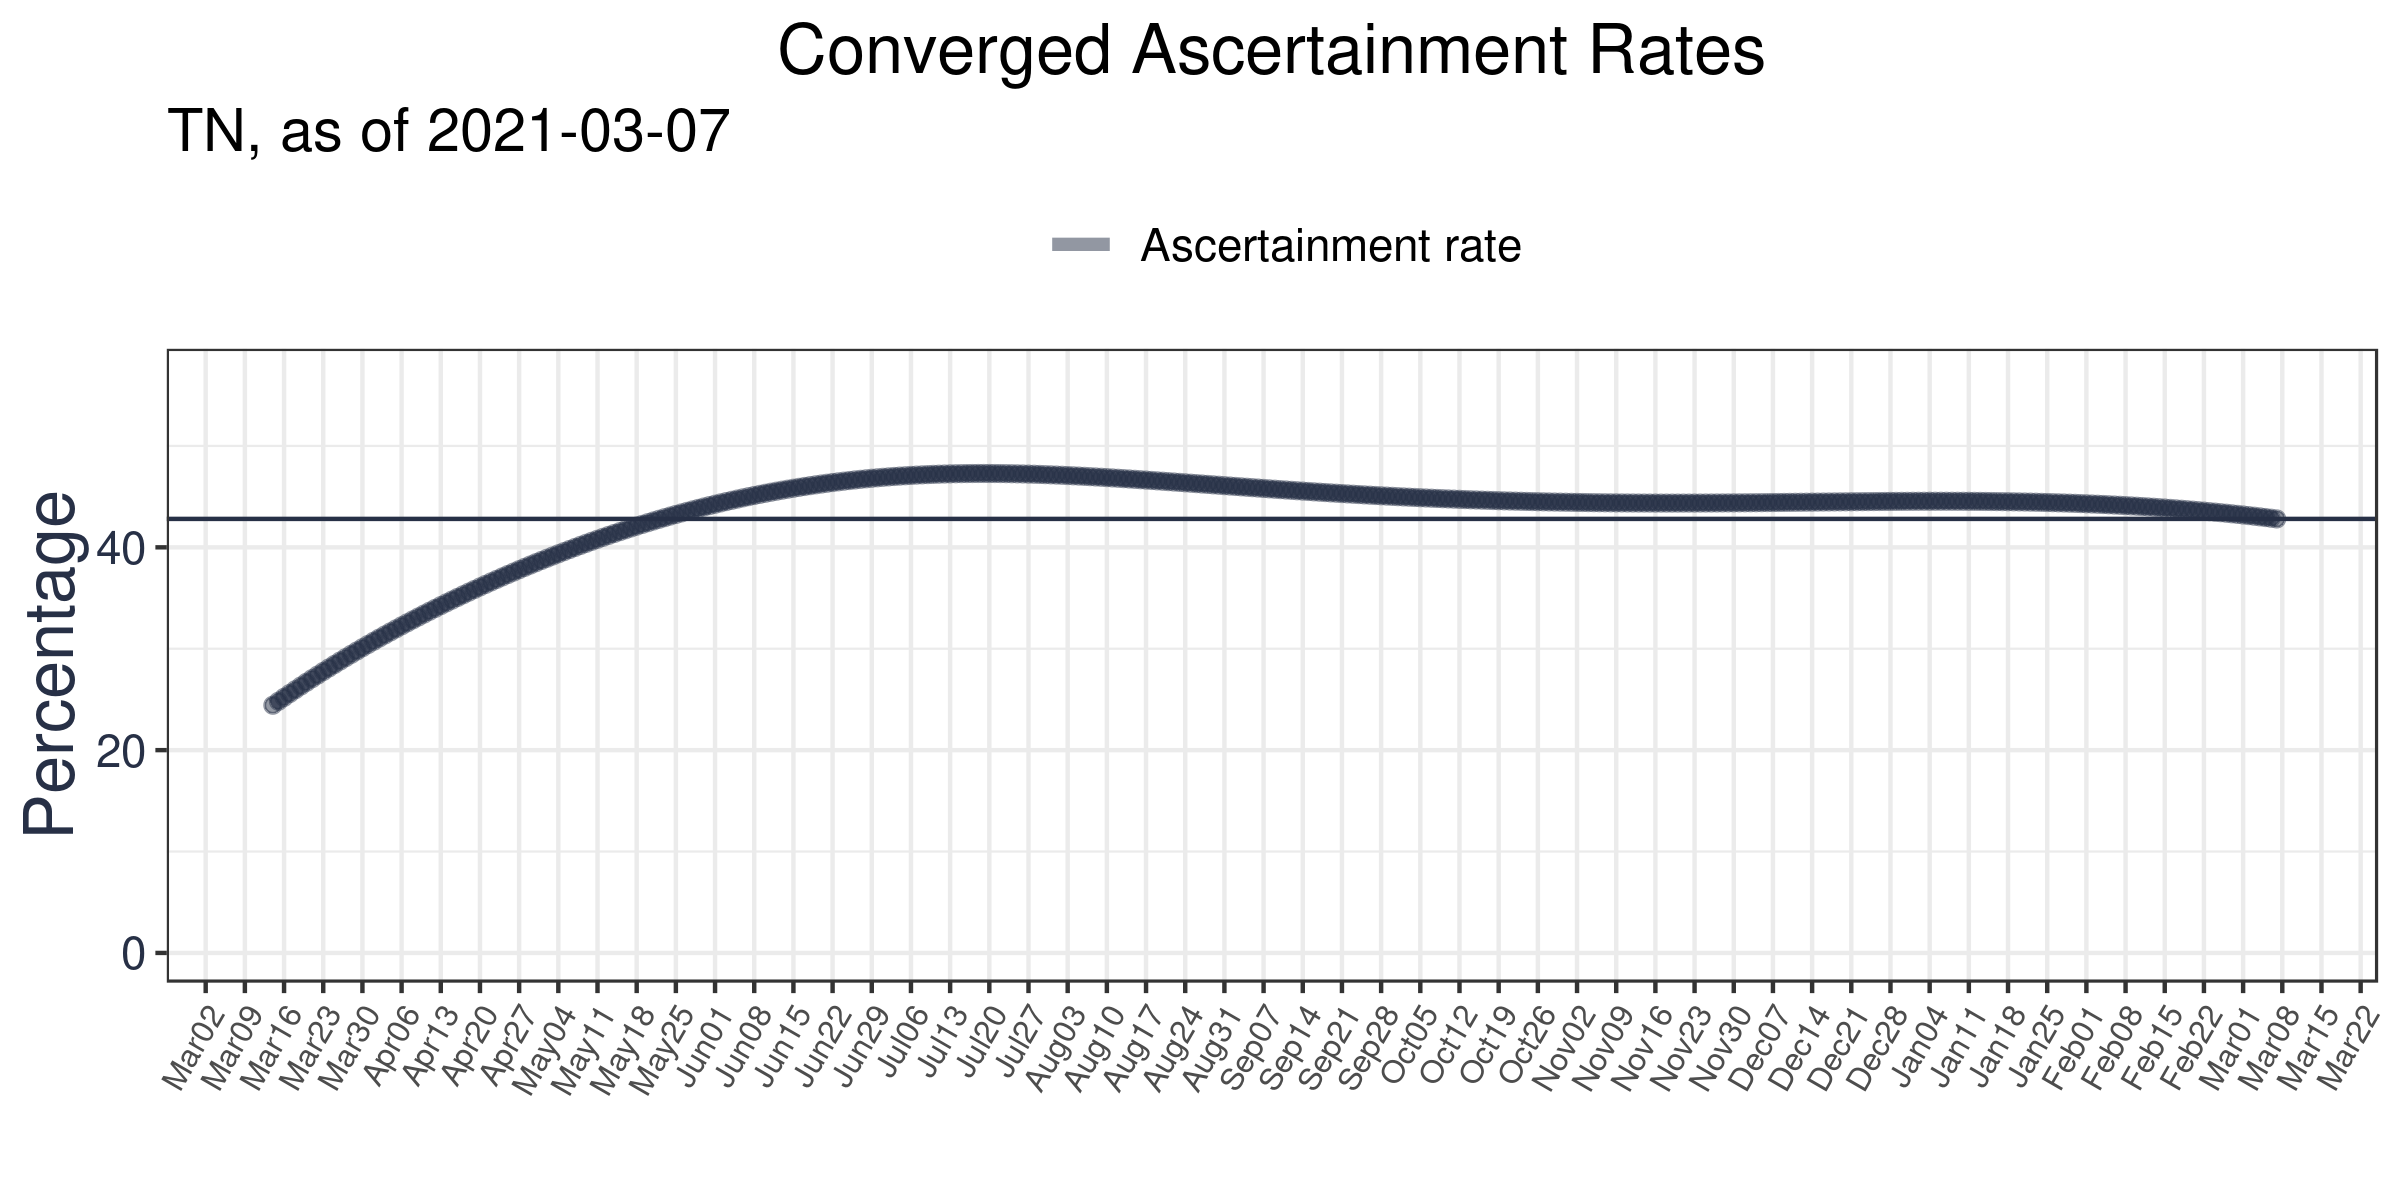 Converged Ascertainment Rates
TN, as of 2021-03-07
Ascertainment rate
Percentage
40
20
0
Mar02 Mar09 Mar16 Mar23 Mar30 Apr06 Apr13 Apr20 Apr27 May04 May11 May18 May25 Jun01 Jun08 Jun15 Jun22 Jun29 Jul06 Jul13 Jul20 Jul27 Aug03 Aug10 Aug17 Aug24 Aug31 Sep07 Sep14 Sep21 Sep28 Oct05 Oct12 Oct19 Oct26 Nov02 Nov09 Nov16 Nov23 Nov30 Dec07 Dec14 Dec21 Dec28 Jan04 Jan11 Jan18 Jan25 Feb01 Feb08 Feb15 Feb22 Mar01 Mar08 Mar15 Mar22